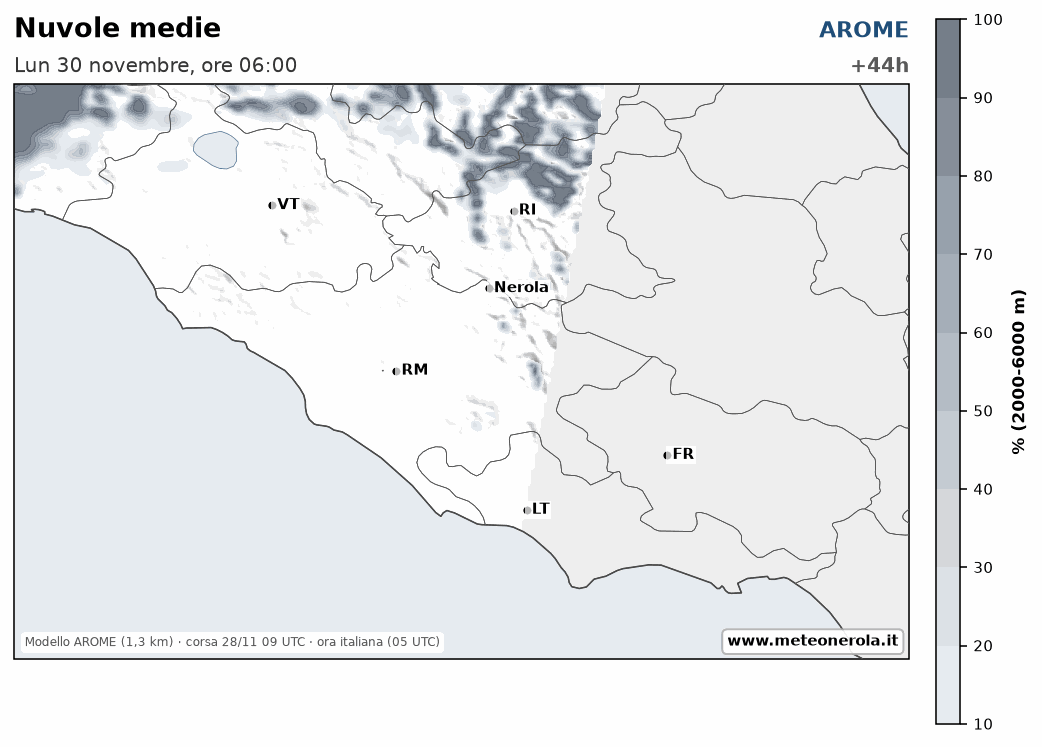 Nuvole medie
AROME
Lun 30 novembre, ore 06:00
+44h
100
90
80
70
60
50
40
30
20
10
% (2000-6000 m)
VT
RI
Nerola
RM
FR
LT
Modello AROME (1,3 km) · corsa 28/11 09 UTC · ora italiana (05 UTC)
www.meteonerola.it